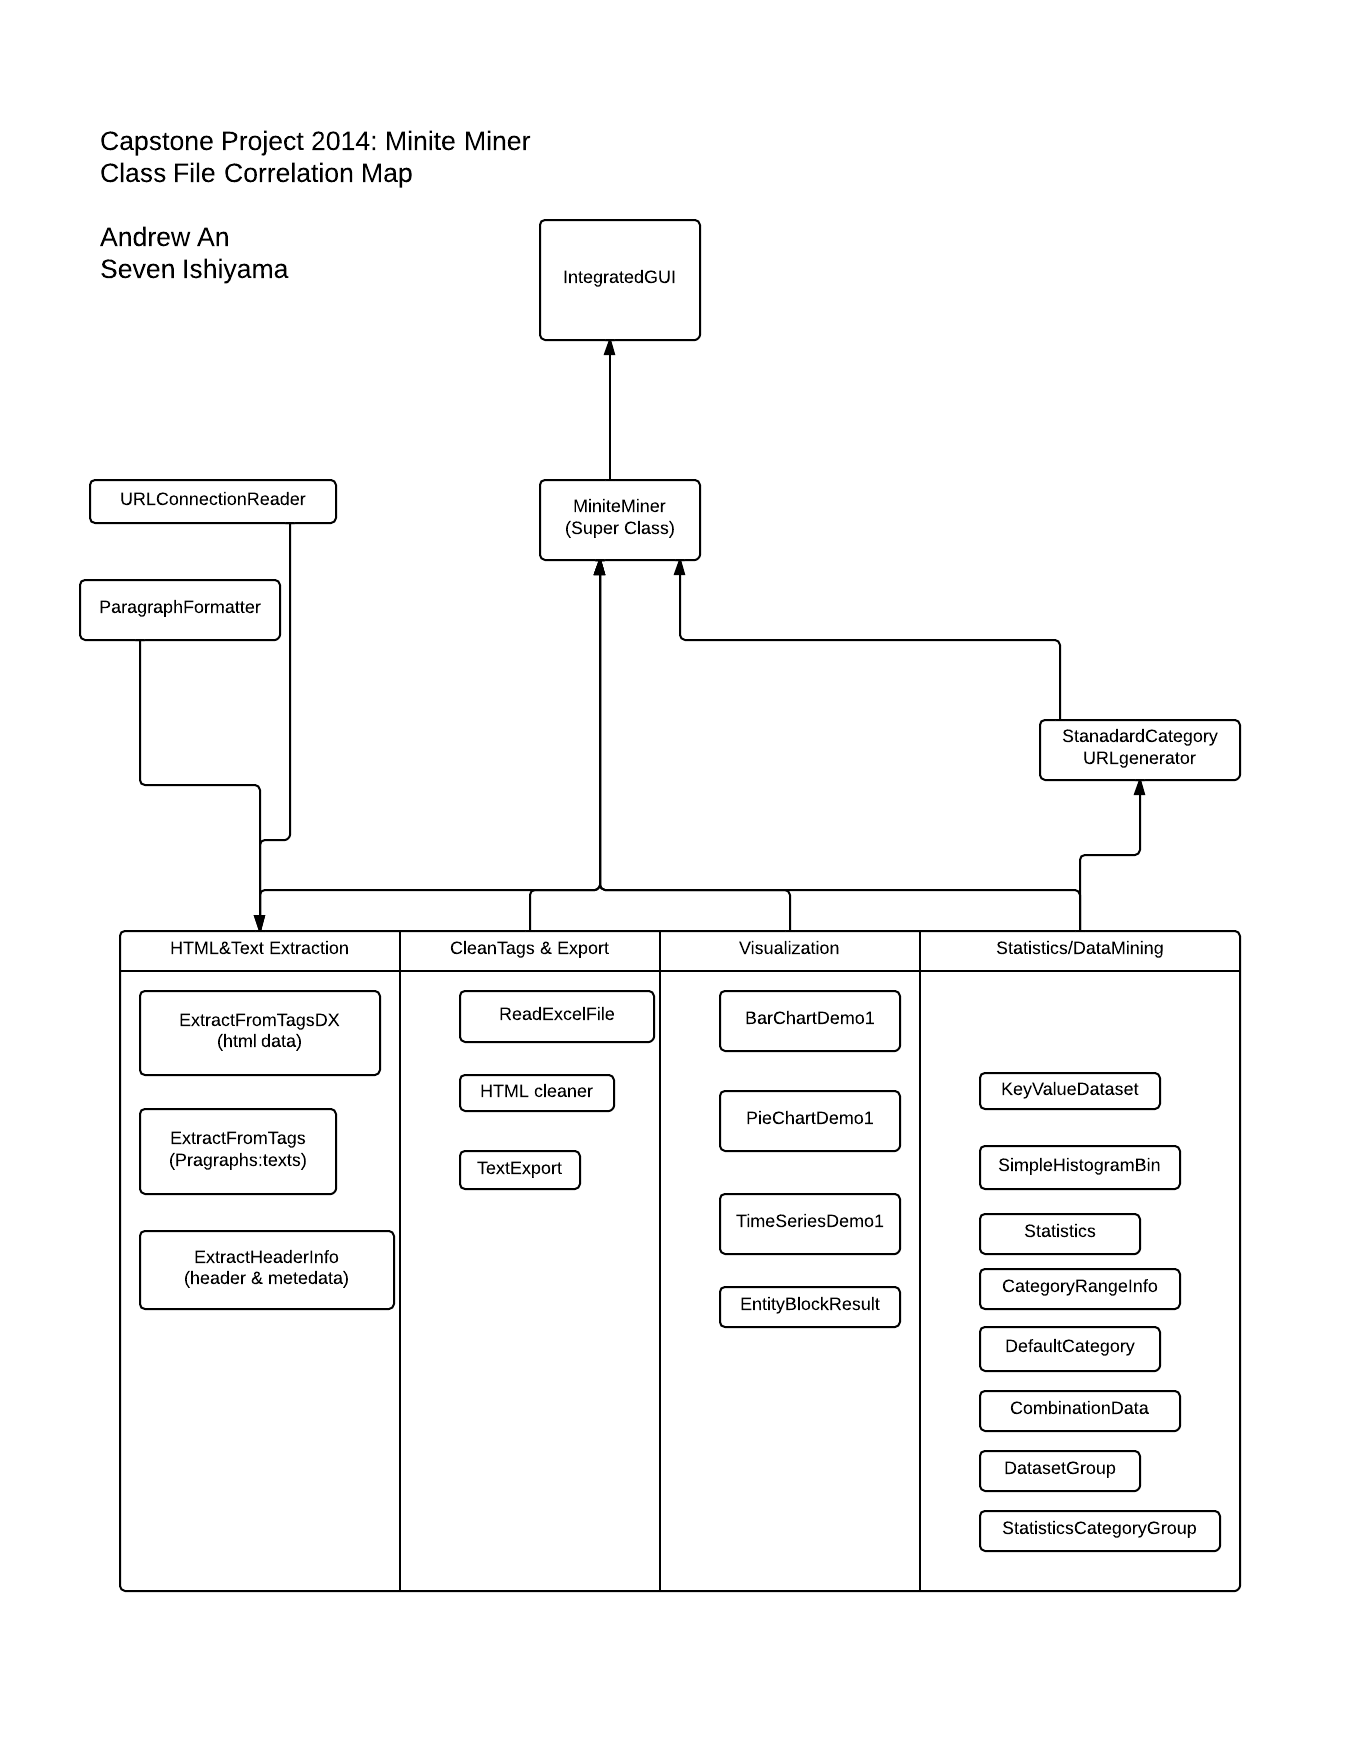 Capstone Project 2014: Minite Miner
Class File Correlation Map
Andrew An
Seven Ishiyama
IntegratedGUI
URLConnectionReader
MiniteMiner
(Super Class)
ParagraphFormatter
StanadardCategory
URLgenerator
HTML&Text Extraction
CleanTags & Export
Visualization
Statistics/DataMining
ExtractFromTagsDX
(html data)
ExtractFromTags
(Pragraphs:texts)
ExtractHeaderInfo
(header & metedata)
ReadExcelFile
HTML cleaner
TextExport
BarChartDemo1
PieChartDemo1
TimeSeriesDemo1
EntityBlockResult
KeyValueDataset
SimpleHistogramBin
Statistics
CategoryRangeInfo
DefaultCategory
CombinationData
DatasetGroup
StatisticsCategoryGroup